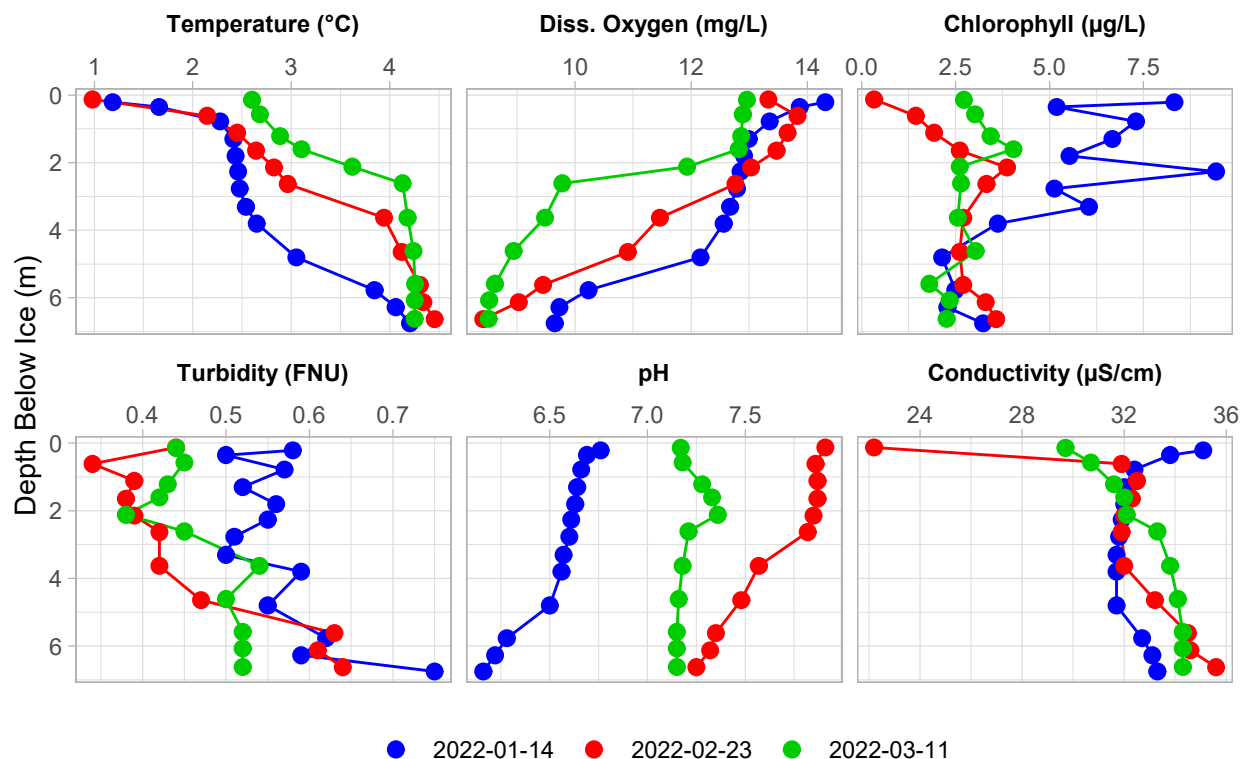 Temperature (°C) Diss. Oxygen (mg/L) Chlorophyll (µg/L)
1 2 3 4 10 12 14 0.0 2.5 5.0 7.5
0
2
4
6
Depth Below Ice (m)
Turbidity (FNU) pH Conductivity (µS/cm)
0.4 0.5 0.6 0.7 6.5 7.0 7.5 24 28 32 36
0
2
4
6
2022-01-14 2022-02-23 2022-03-11